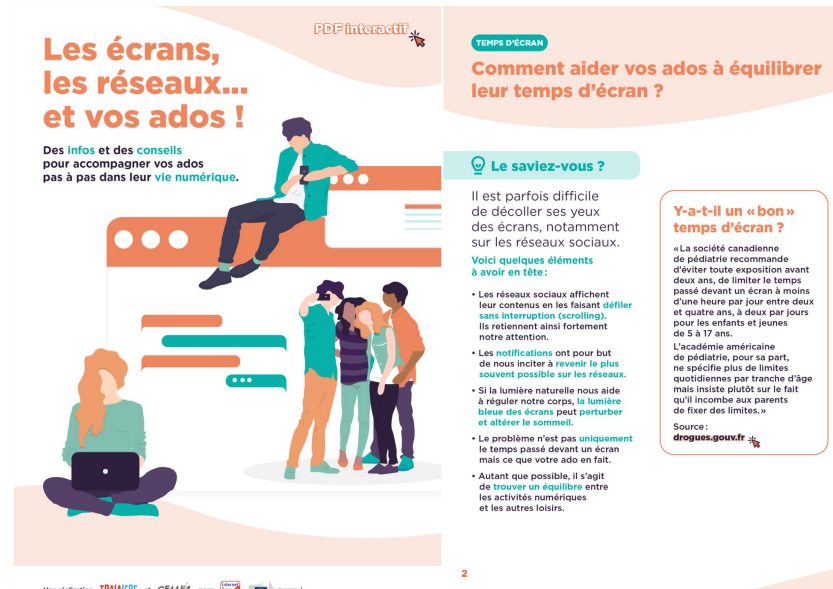 PDF interactif
Les écrans,
les réseaux...
et vos ados !
Des infos et des conseils
pour accompagner vos ados
pas à pas dans leur vie numérique.
Une réalisation
et
pour
Internet
TEMPS D'ÉCRAN
Comment aider vos ados à équilibrer
leur temps d'écran ?
Le saviez-vous ?
Il est parfois difficile
de décoller ses yeux
des écrans, notamment
sur les réseaux sociaux.
Voici quelques éléments
à avoir en tête :
• Les réseaux sociaux affichent
leur contenus en les faisant défiler
sans interruption (scrolling).
Ils retiennent ainsi fortement
notre attention.
• Les notifications ont pour but
de nous inciter à revenir le plus
souvent possible sur les réseaux.
• Si la lumière naturelle nous aide
à réguler notre corps, la lumière
bleue des écrans peut perturber
et altérer le sommeil.
• Le problème n'est pas uniquement
le temps passé devant un écran
mais ce que votre ado en fait.
• Autant que possible, il s'agit
de trouver un équilibre entre
les activités numériques
et les autres loisirs.
Y-a-t-il un « bon »
temps d'écran ?
« La société canadienne
de pédiatrie recommande
d'éviter toute exposition avant
deux ans, de limiter le temps
passé devant un écran à moins
d'une heure par jour entre deux
et quatre ans, à deux par jours
pour les enfants et jeunes
de 5 à 17 ans.
L'académie américaine
de pédiatrie, pour sa part,
ne spécifie plus de limites
quotidiennes par tranche d'âge
mais insiste plutôt sur le fait
qu'il incombe aux parents
de fixer des limites. »
Source :
drogues.gouv.fr
2